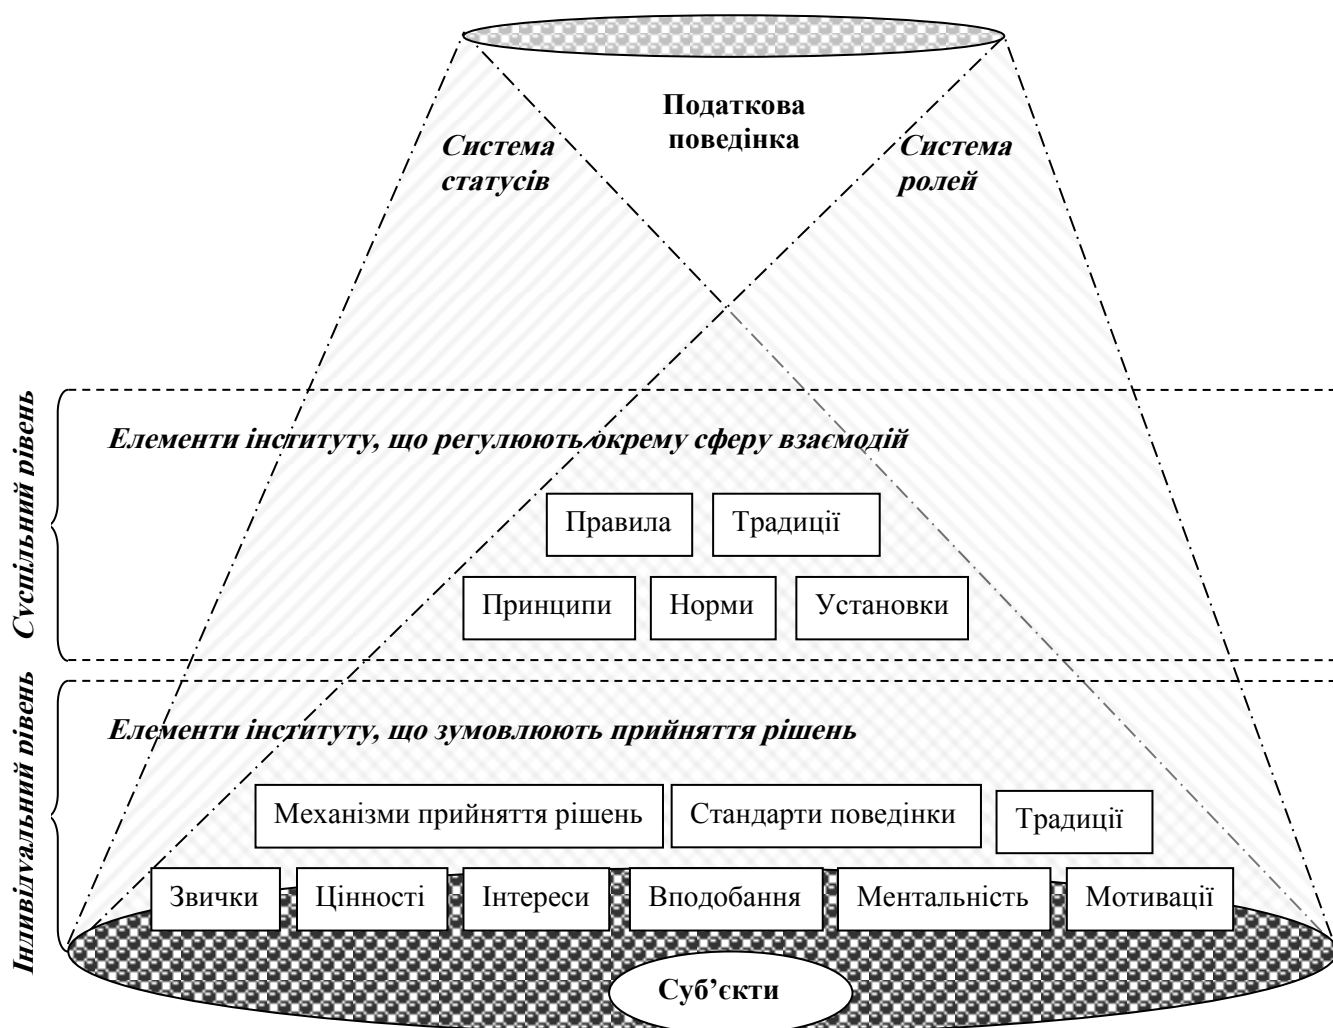 Податкова
поведінка
Система
статусів
Система
ролей
Суспільний рівень
Елементи інституту, що регулюють окрему сферу взаємодій
Правила
Традиції
Принципи
Норми
Установки
Індивідуальний рівень
Елементи інституту, що зумовлюють прийняття рішень
Механізми прийняття рішень
Стандарти поведінки
Традиції
Звички
Цінності
Інтереси
Вподобання
Ментальність
Мотивації
Суб’єкти